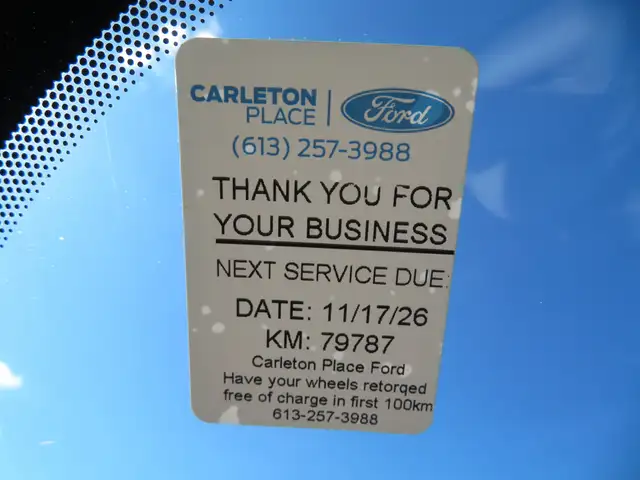 CARLETON
PLACE
Ford
(613) 257-3988
THANK YOU FOR
YOUR BUSINESS
NEXT SERVICE DUE:
DATE: 11/17/26
KM: 79787
Carleton Place Ford
Have your wheels retorqed
free of charge in first 100km
613-257-3988